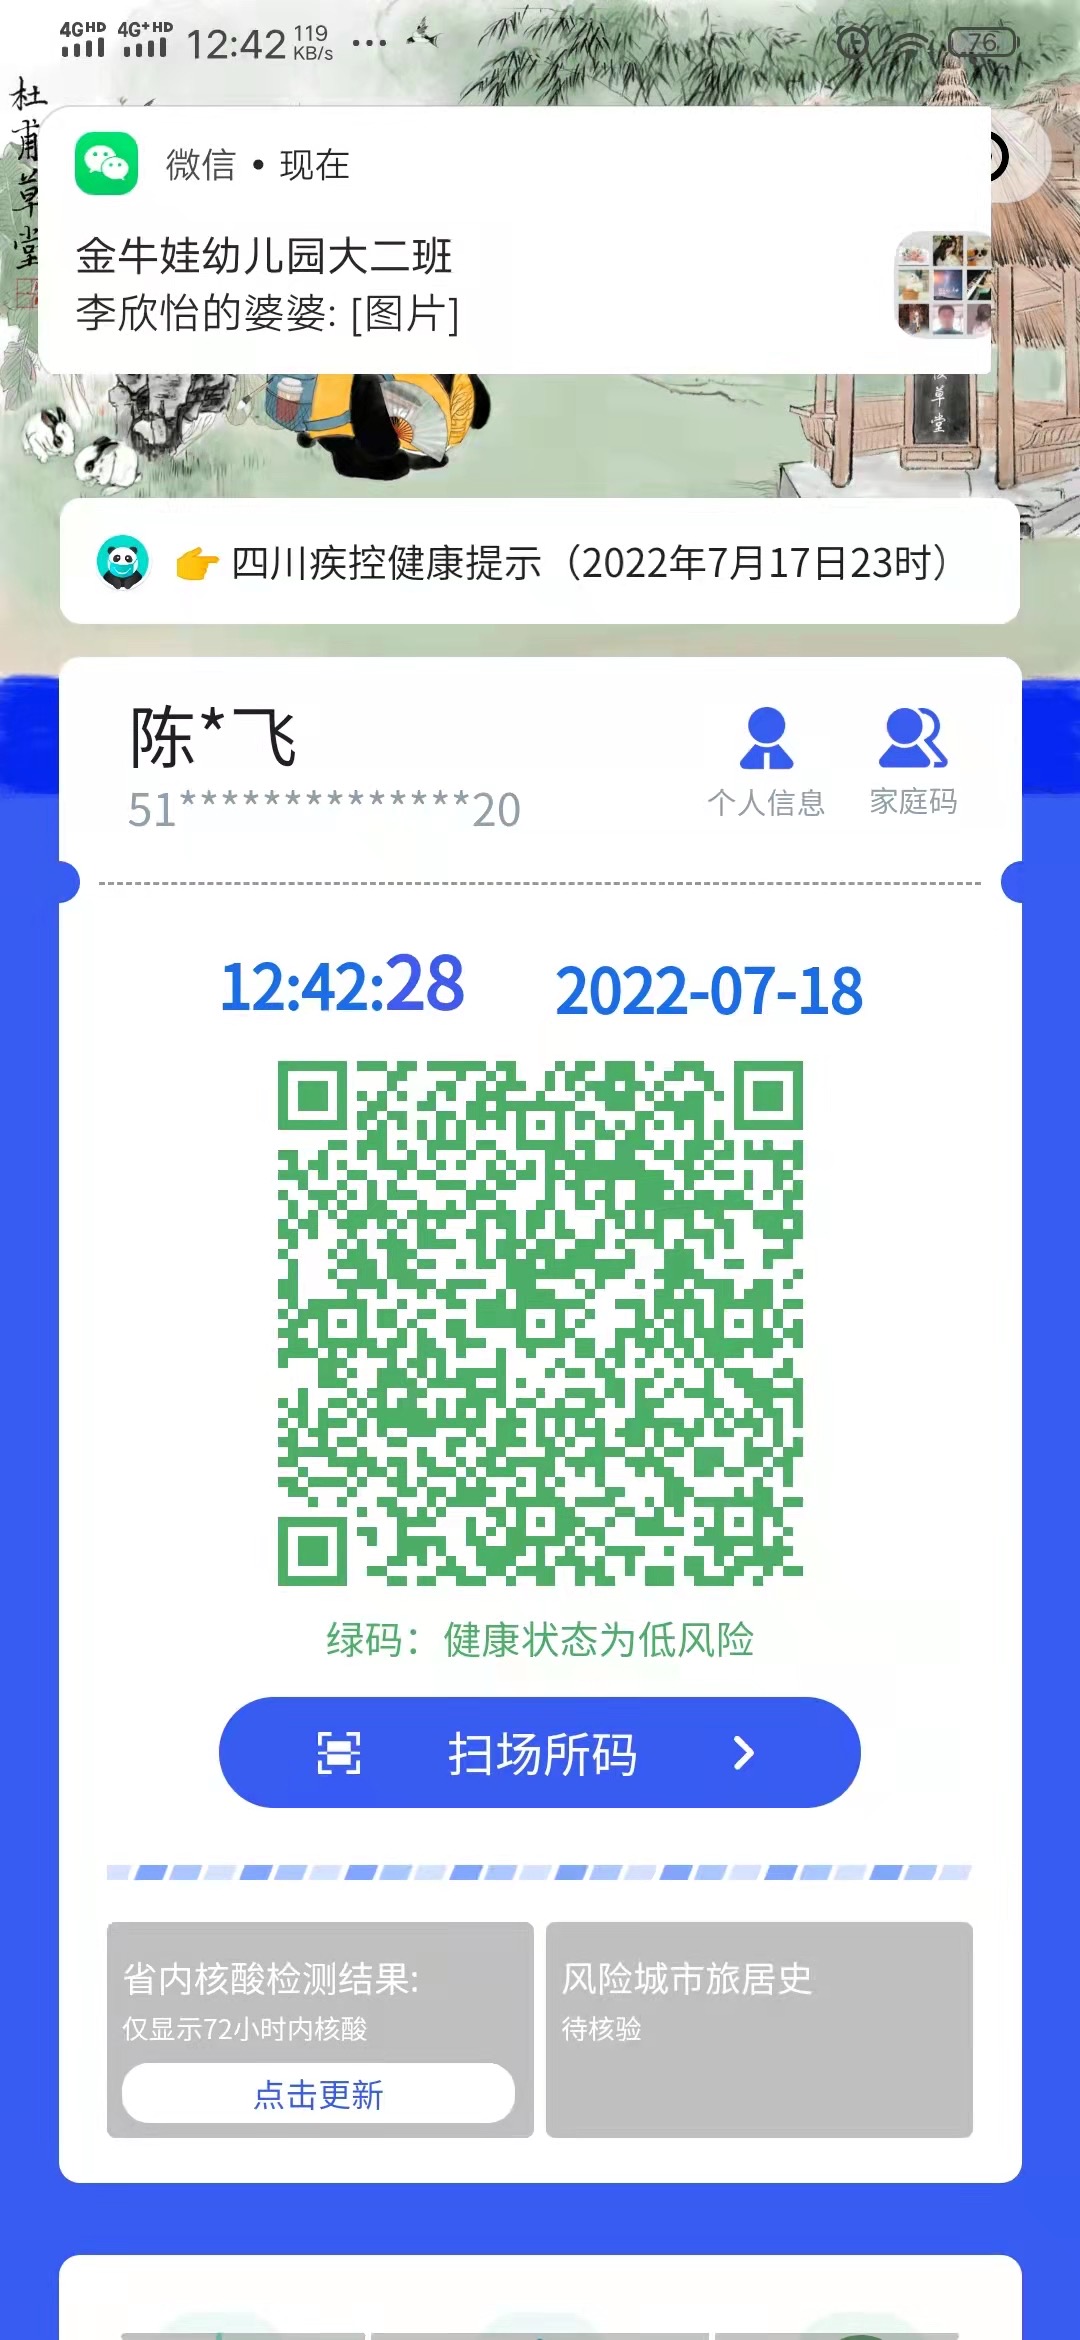 4GHD 4G+HD 12:42 119 KB/s ... 76
杜甫草堂
微信 • 现在
金牛娃幼儿园大二班
李欣怡的婆婆: [图片]
草堂
四川疾控健康提示（2022年7月17日23时）
陈*飞
51**************20
个人信息 家庭码
12:42:28 2022-07-18
绿码：健康状态为低风险
扫场所码
省内核酸检测结果:
仅显示72小时内核酸
点击更新
风险城市旅居史
待核验